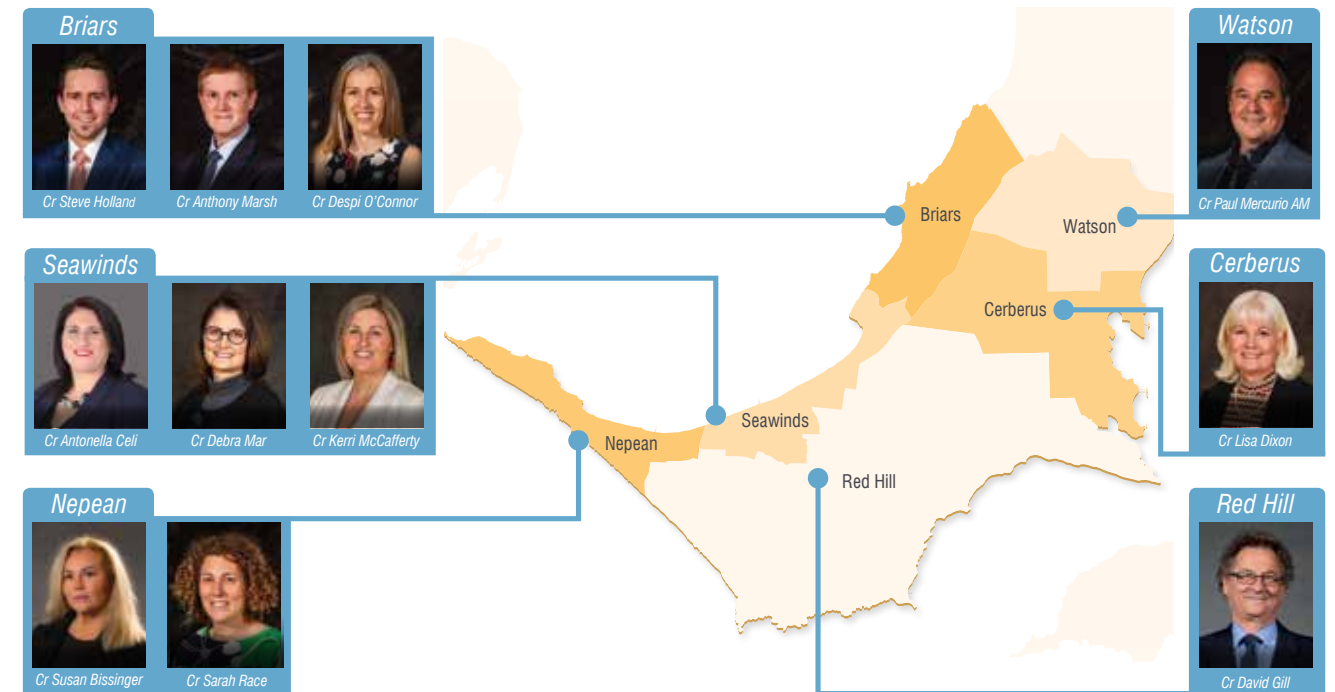 Briars
Cr Steve Holland
Cr Anthony Marsh
Cr Despi O'Connor
Seawinds
Cr Antonella Celi
Cr Debra Mar
Cr Kerri McCafferty
Nepean
Cr Susan Bissinger
Cr Sarah Race
Briars
Watson
Cerberus
Seawinds
Nepean
Red Hill
Watson
Cr Paul Mercurio AM
Cerberus
Cr Lisa Dixon
Red Hill
Cr David Gill